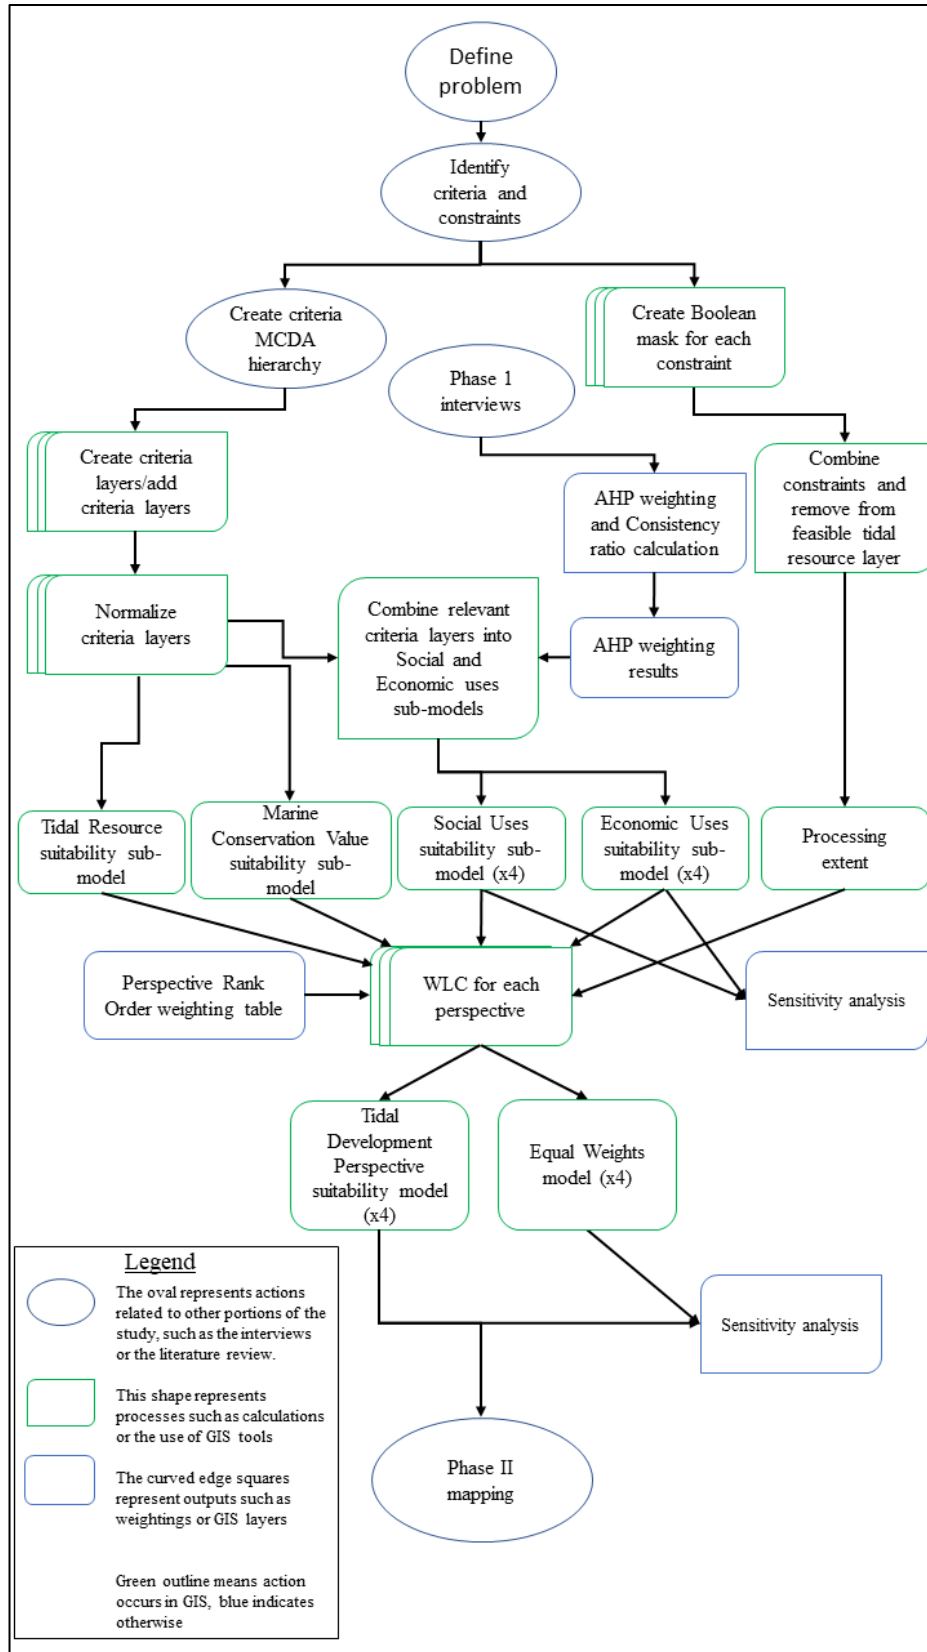 Define
problem
Identify
criteria and
constraints
Create criteria
MCDA
hierarchy
Create Boolean
mask for each
constraint
Phase 1
interviews
Create criteria
layers/add
criteria layers
AHP weighting
and Consistency
ratio calculation
Combine
constraints and
remove from
feasible tidal
resource layer
Normalize
criteria layers
Combine relevant
criteria layers into
Social and
Economic uses
sub-models
AHP weighting
results
Tidal Resource
suitability sub-
model
Marine
Conservation Value
suitability sub-
model
Social Uses
suitability sub-
model (x4)
Economic Uses
suitability sub-
model (x4)
Processing
extent
Perspective Rank
Order weighting table
WLC for each
perspective
Sensitivity analysis
Tidal
Development
Perspective
suitability model
(x4)
Equal Weights
model (x4)
Sensitivity analysis
Phase II
mapping
Legend
The oval represents actions
related to other portions of the
study, such as the interviews
or the literature review.
This shape represents
processes such as calculations
or the use of GIS tools
The curved edge squares
represent outputs such as
weightings or GIS layers
Green outline means action
occurs in GIS, blue indicates
otherwise